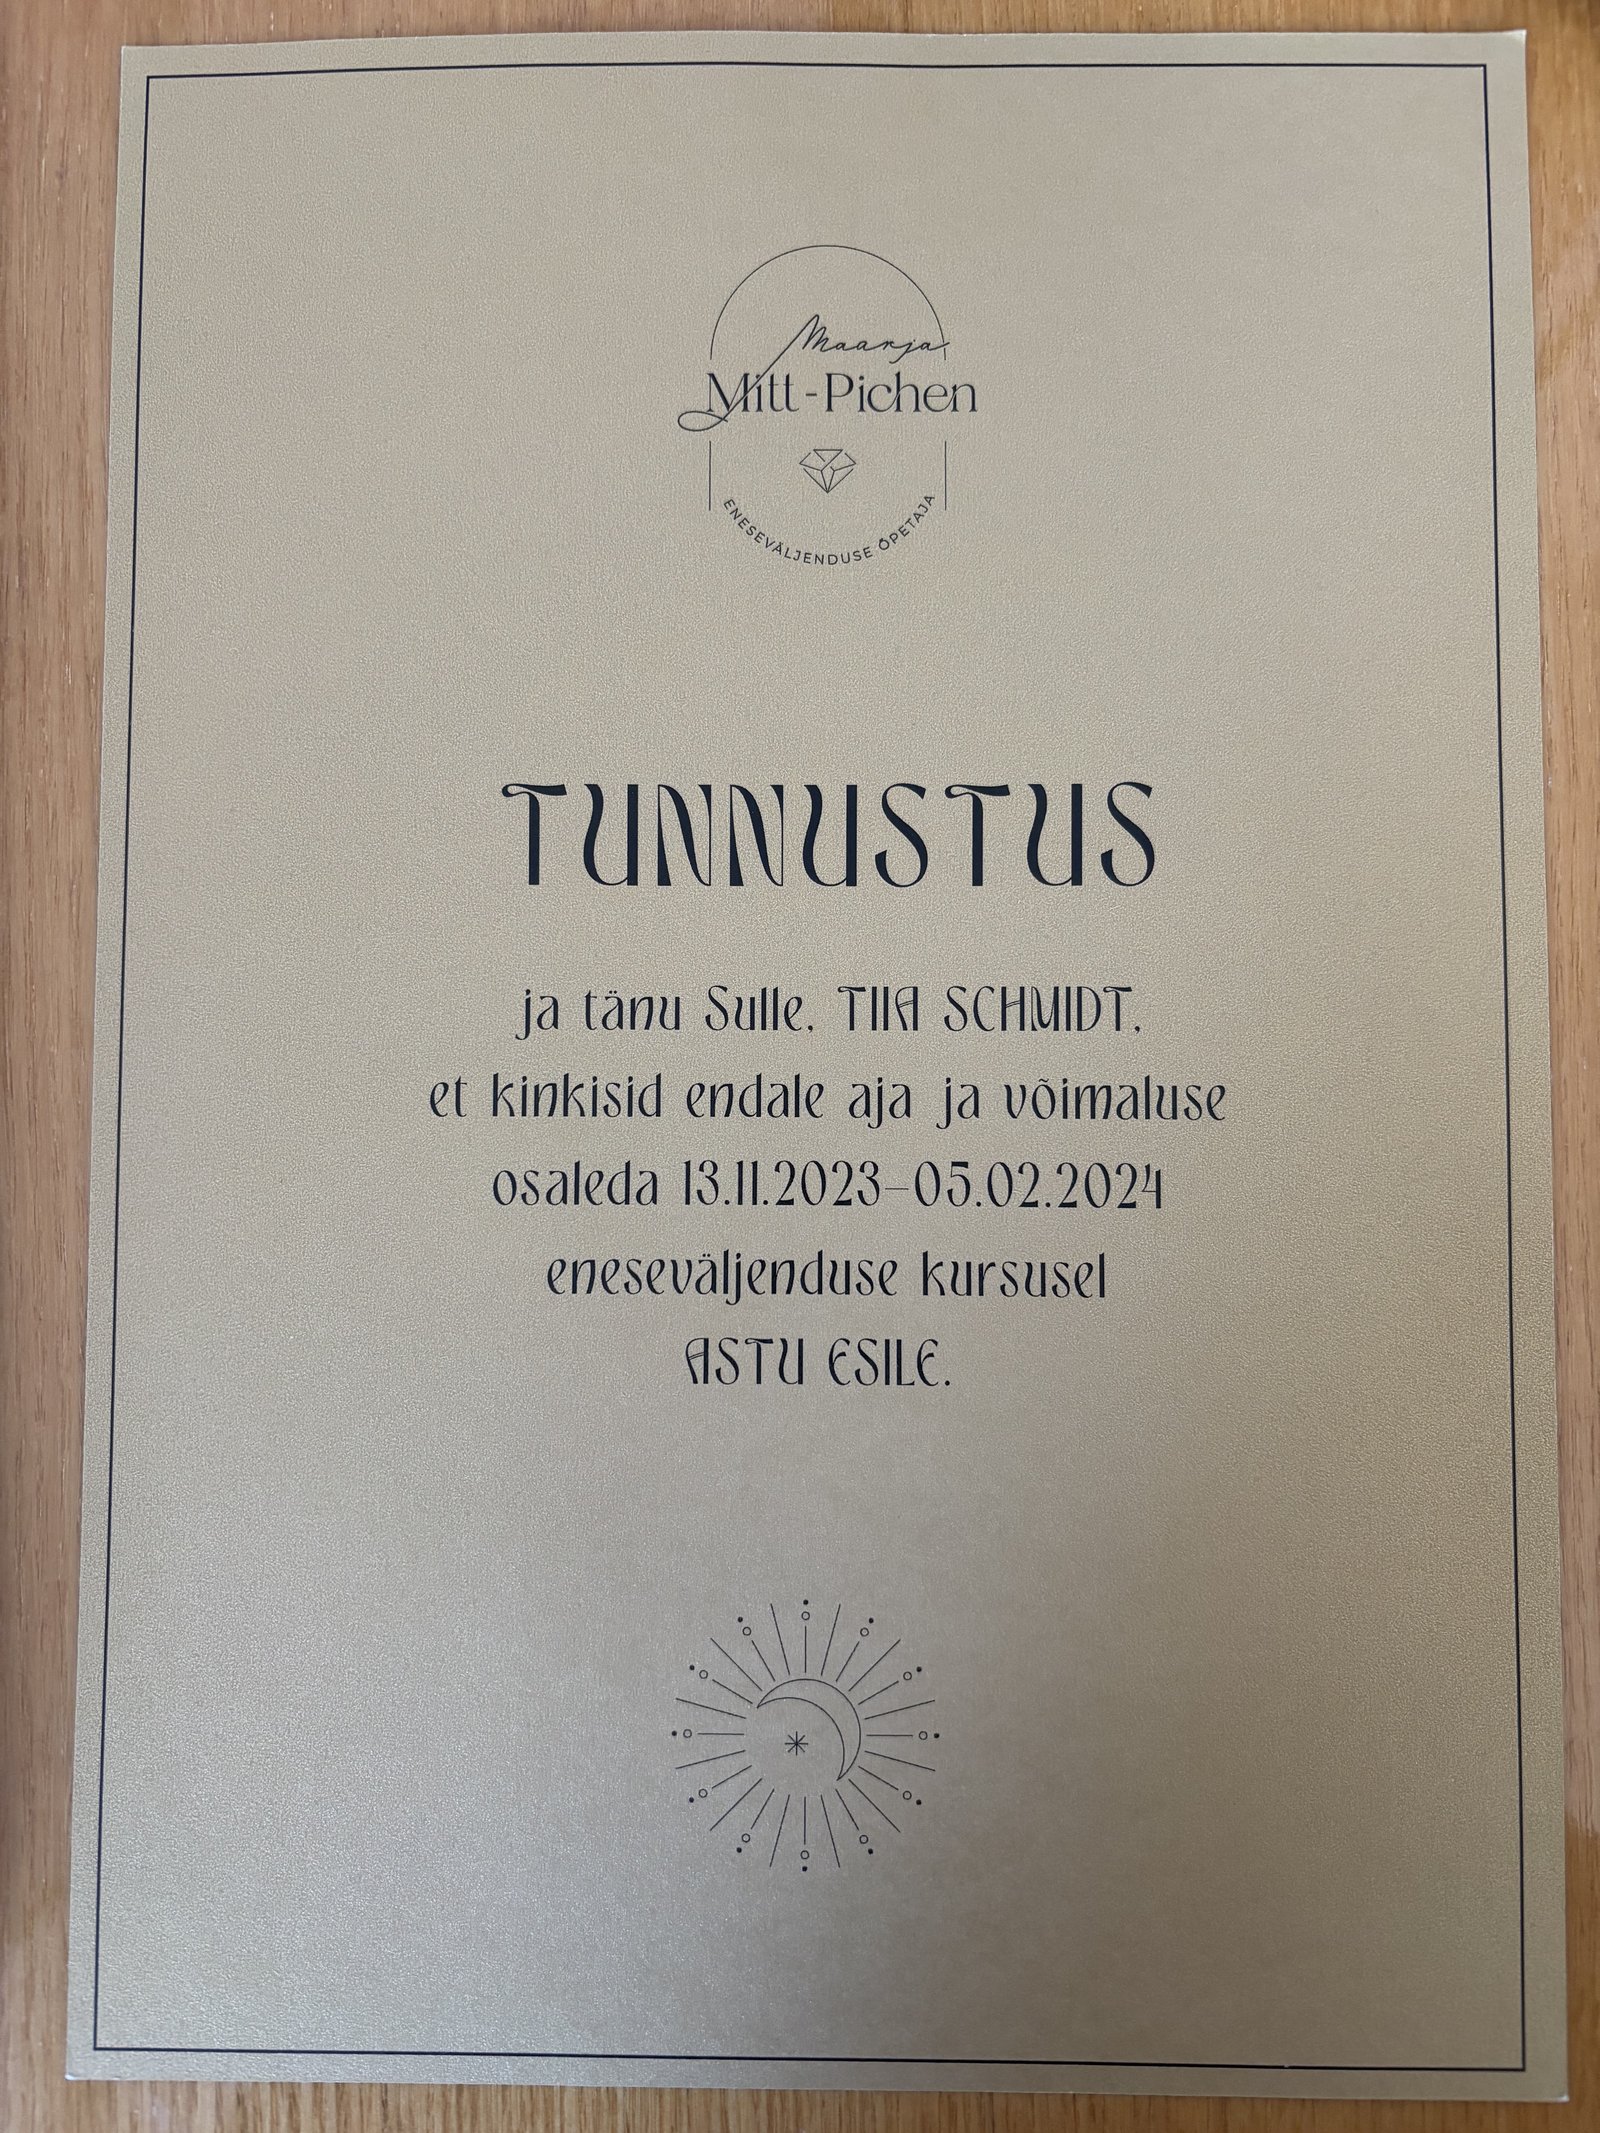 Maarja
Mitt-Pichen
ENESEVÄLJENDUSE ÕPETAJA
TUNNUSTUS
ja tänu Sulle, TIIA SCHMIDT,
et kinkisid endale aja ja võimaluse
osaleda 13.11.2023–05.02.2024
eneseväljenduse kursusel
ASTU ESILE.